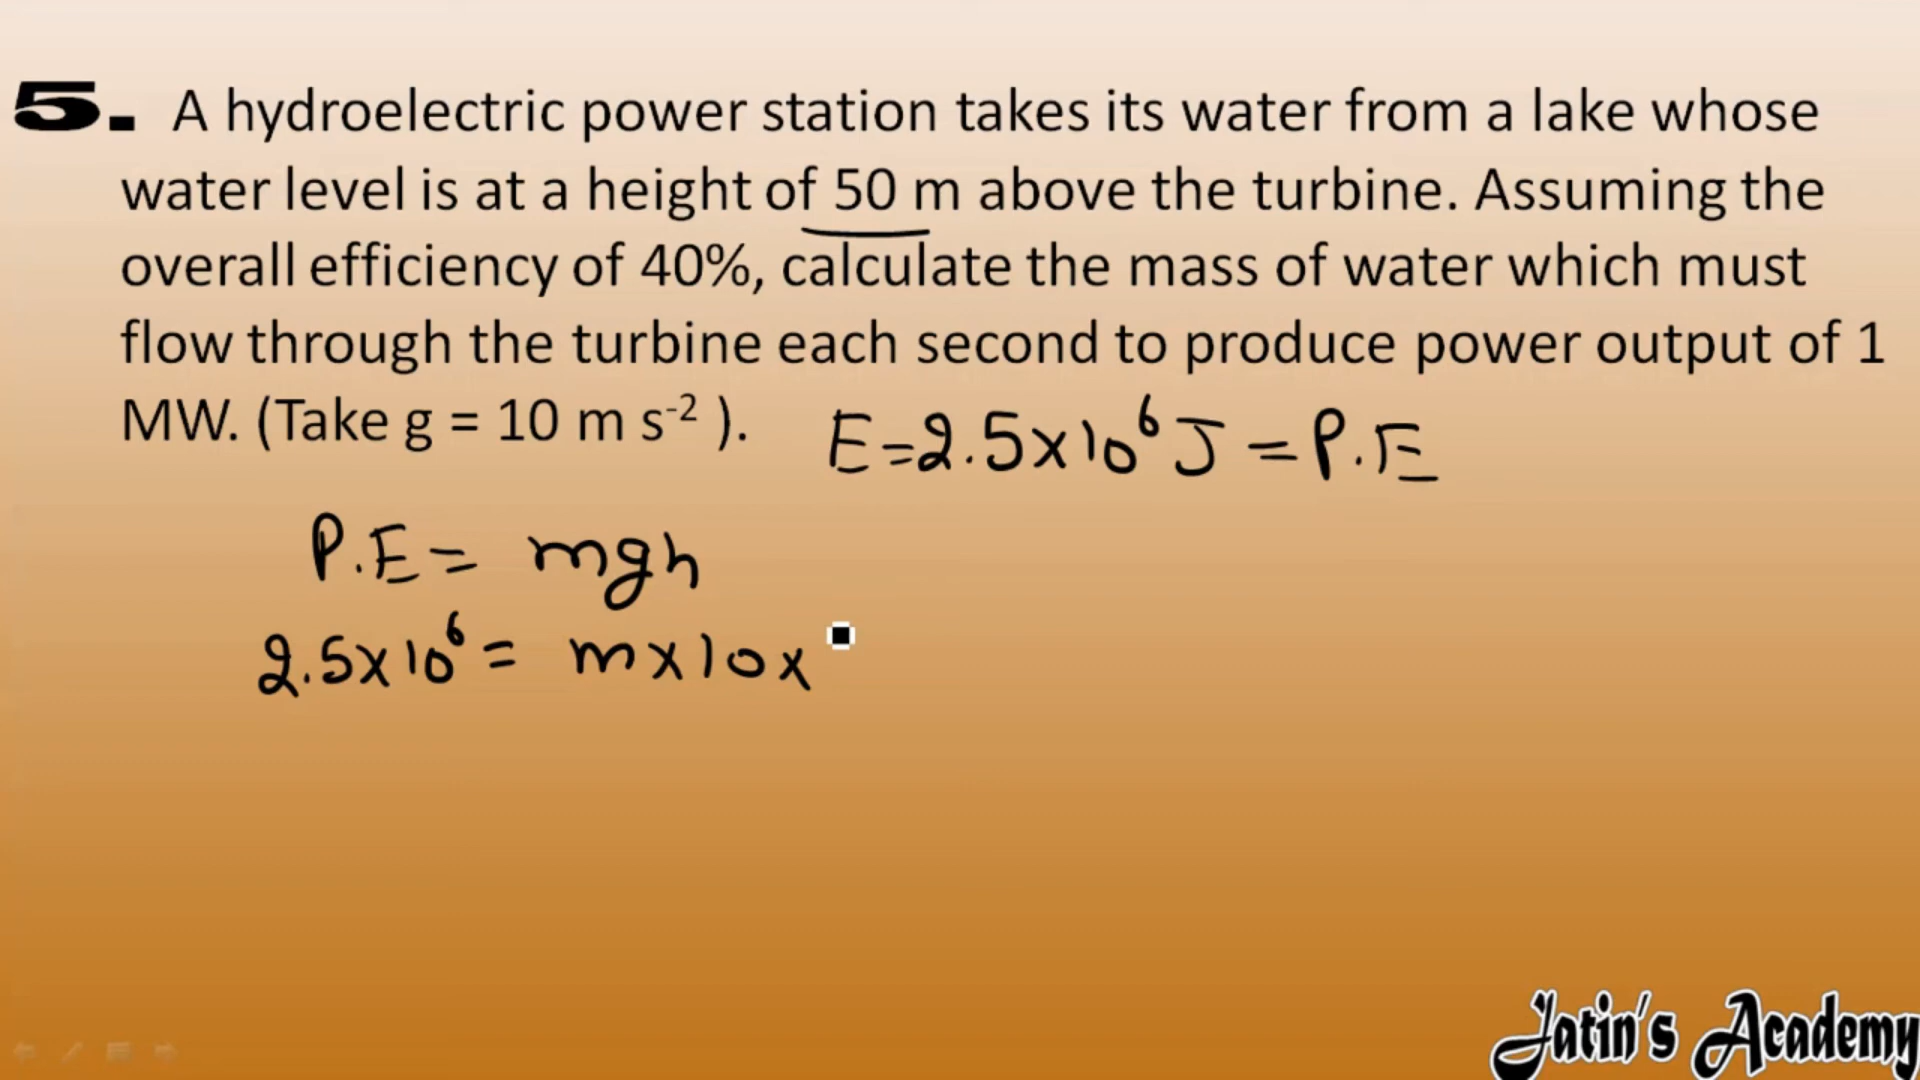 5. A hydroelectric power station takes its water from a lake whose
water level is at a height of 50 m above the turbine. Assuming the
overall efficiency of 40%, calculate the mass of water which must
flow through the turbine each second to produce power output of 1
MW. (Take g = 10 m s⁻² ). E=2.5x10⁶ J = P.E
P.E = mgh
2.5x10⁶ = mx10x
Jatin's Academy